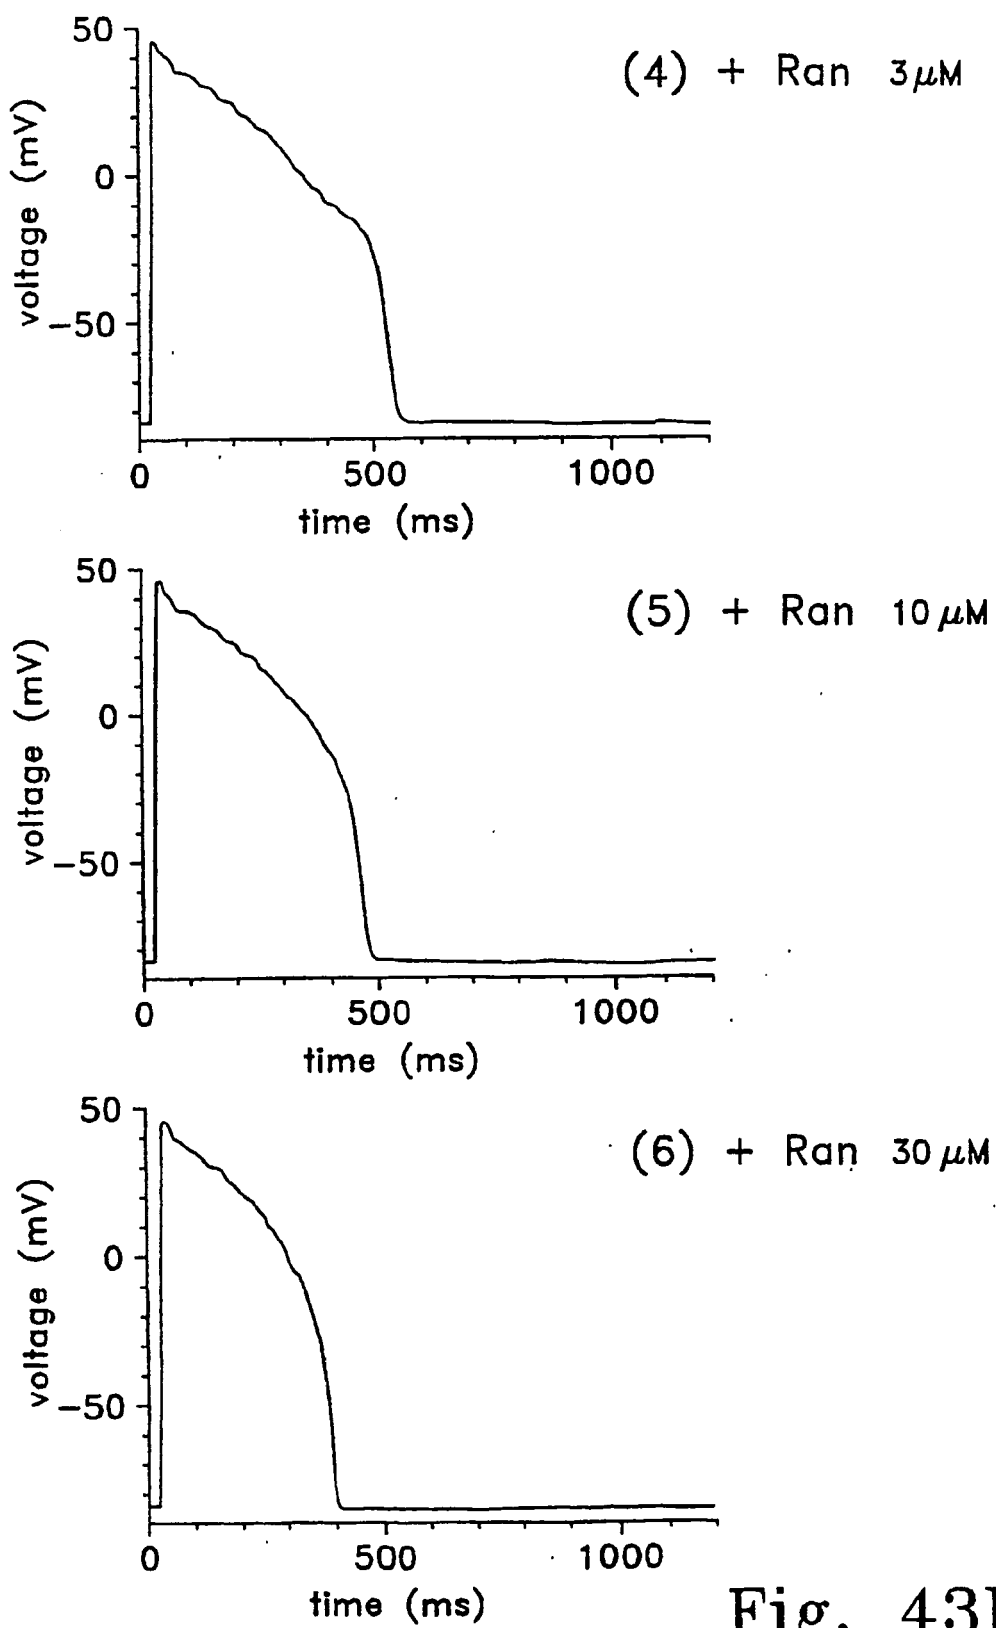 50
(4) + Ran 3μM
voltage (mV)
0
−50
0 500 1000
time (ms)
50
(5) + Ran 10μM
voltage (mV)
0
−50
0 500 1000
time (ms)
50
(6) + Ran 30μM
voltage (mV)
0
−50
0 500 1000
time (ms)
Fig.